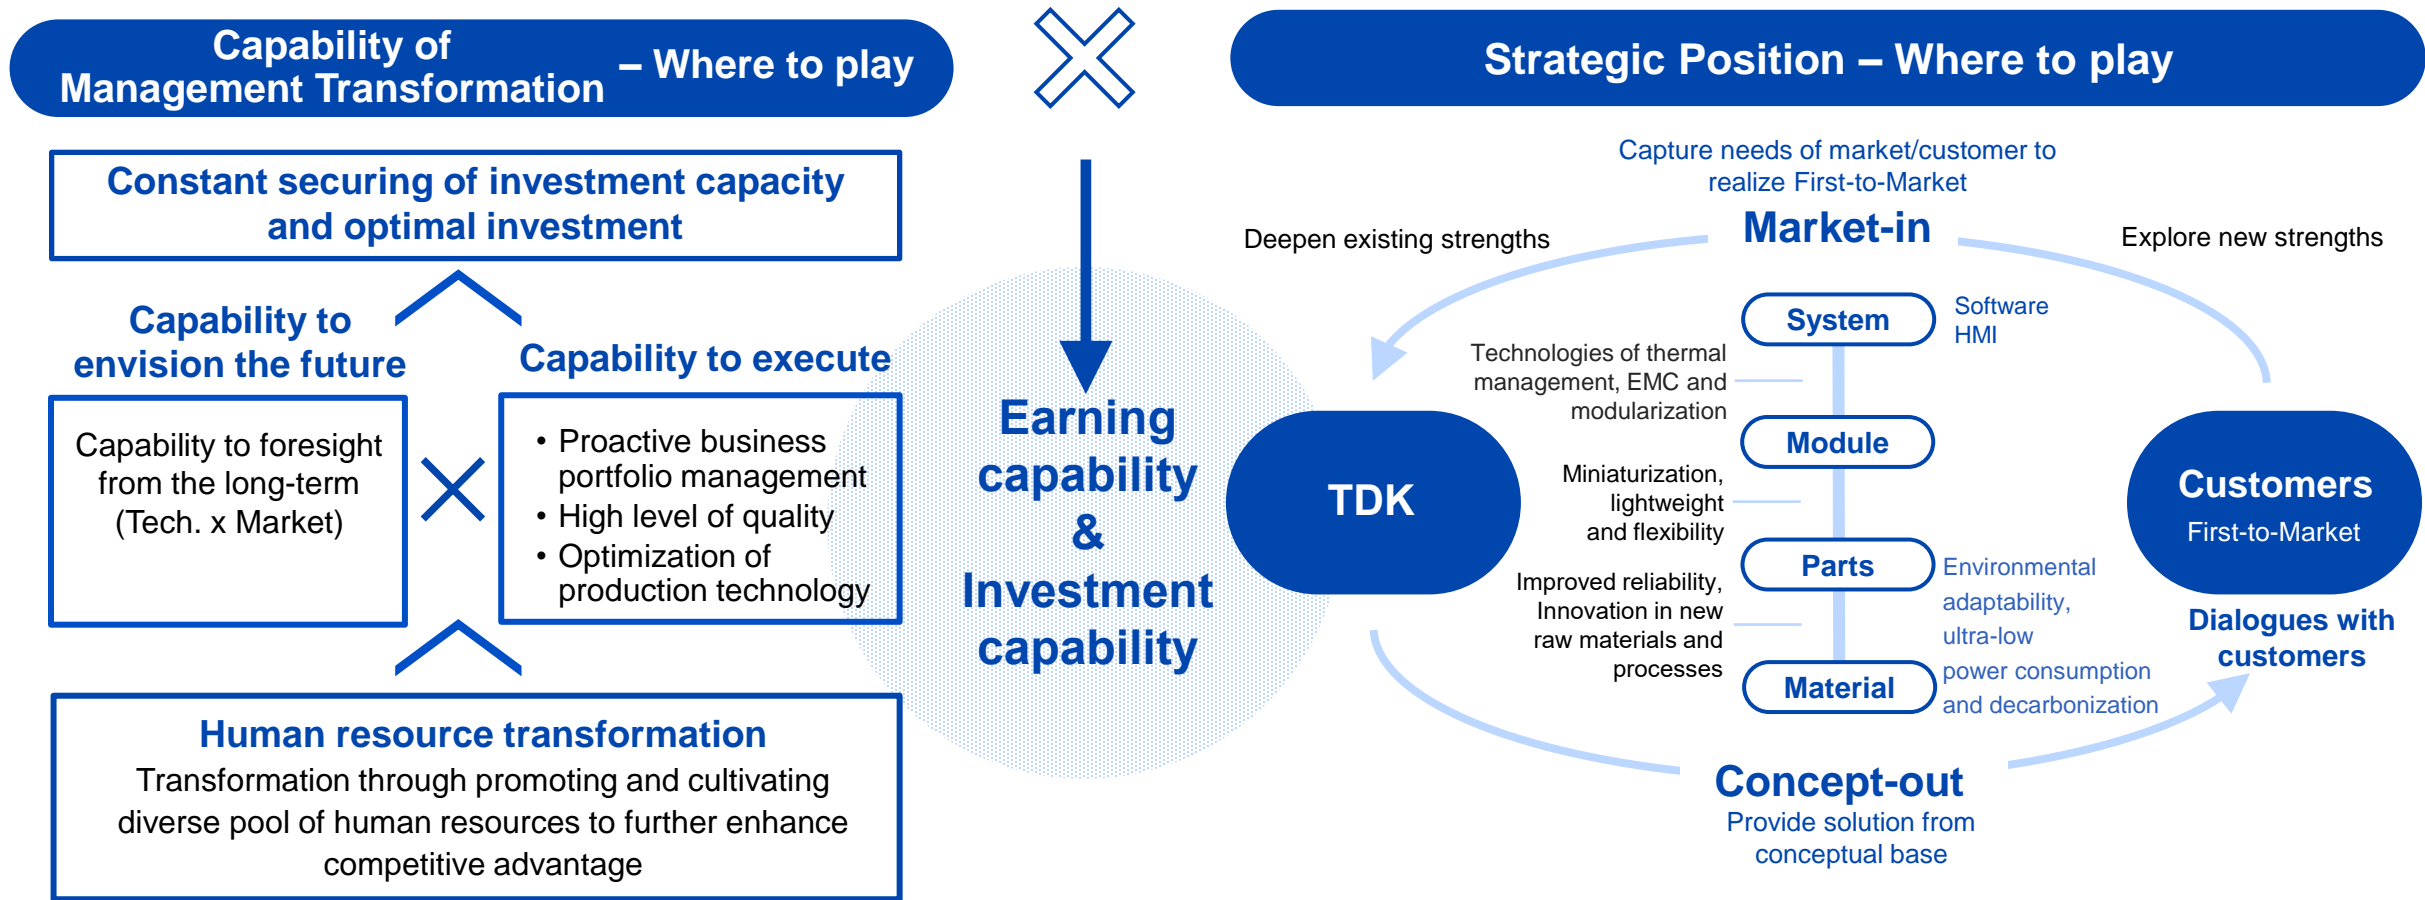 Capability of
Management Transformation – Where to play
Constant securing of investment capacity
and optimal investment
Capability to
envision the future
Capability to foresight
from the long-term
(Tech. x Market)
Capability to execute
• Proactive business
portfolio management
• High level of quality
• Optimization of
production technology
Human resource transformation
Transformation through promoting and cultivating
diverse pool of human resources to further enhance
competitive advantage
Earning
capability
&
Investment
capability
Strategic Position – Where to play
Capture needs of market/customer to
realize First-to-Market
Market-in
Deepen existing strengths
Explore new strengths
System
Software
HMI
Technologies of thermal
management, EMC and
modularization
Module
Miniaturization,
lightweight
and flexibility
Parts
Improved reliability,
Innovation in new
raw materials and
processes
Environmental
adaptability,
ultra-low
power consumption
and decarbonization
Material
TDK
Customers
First-to-Market
Dialogues with
customers
Concept-out
Provide solution from
conceptual base